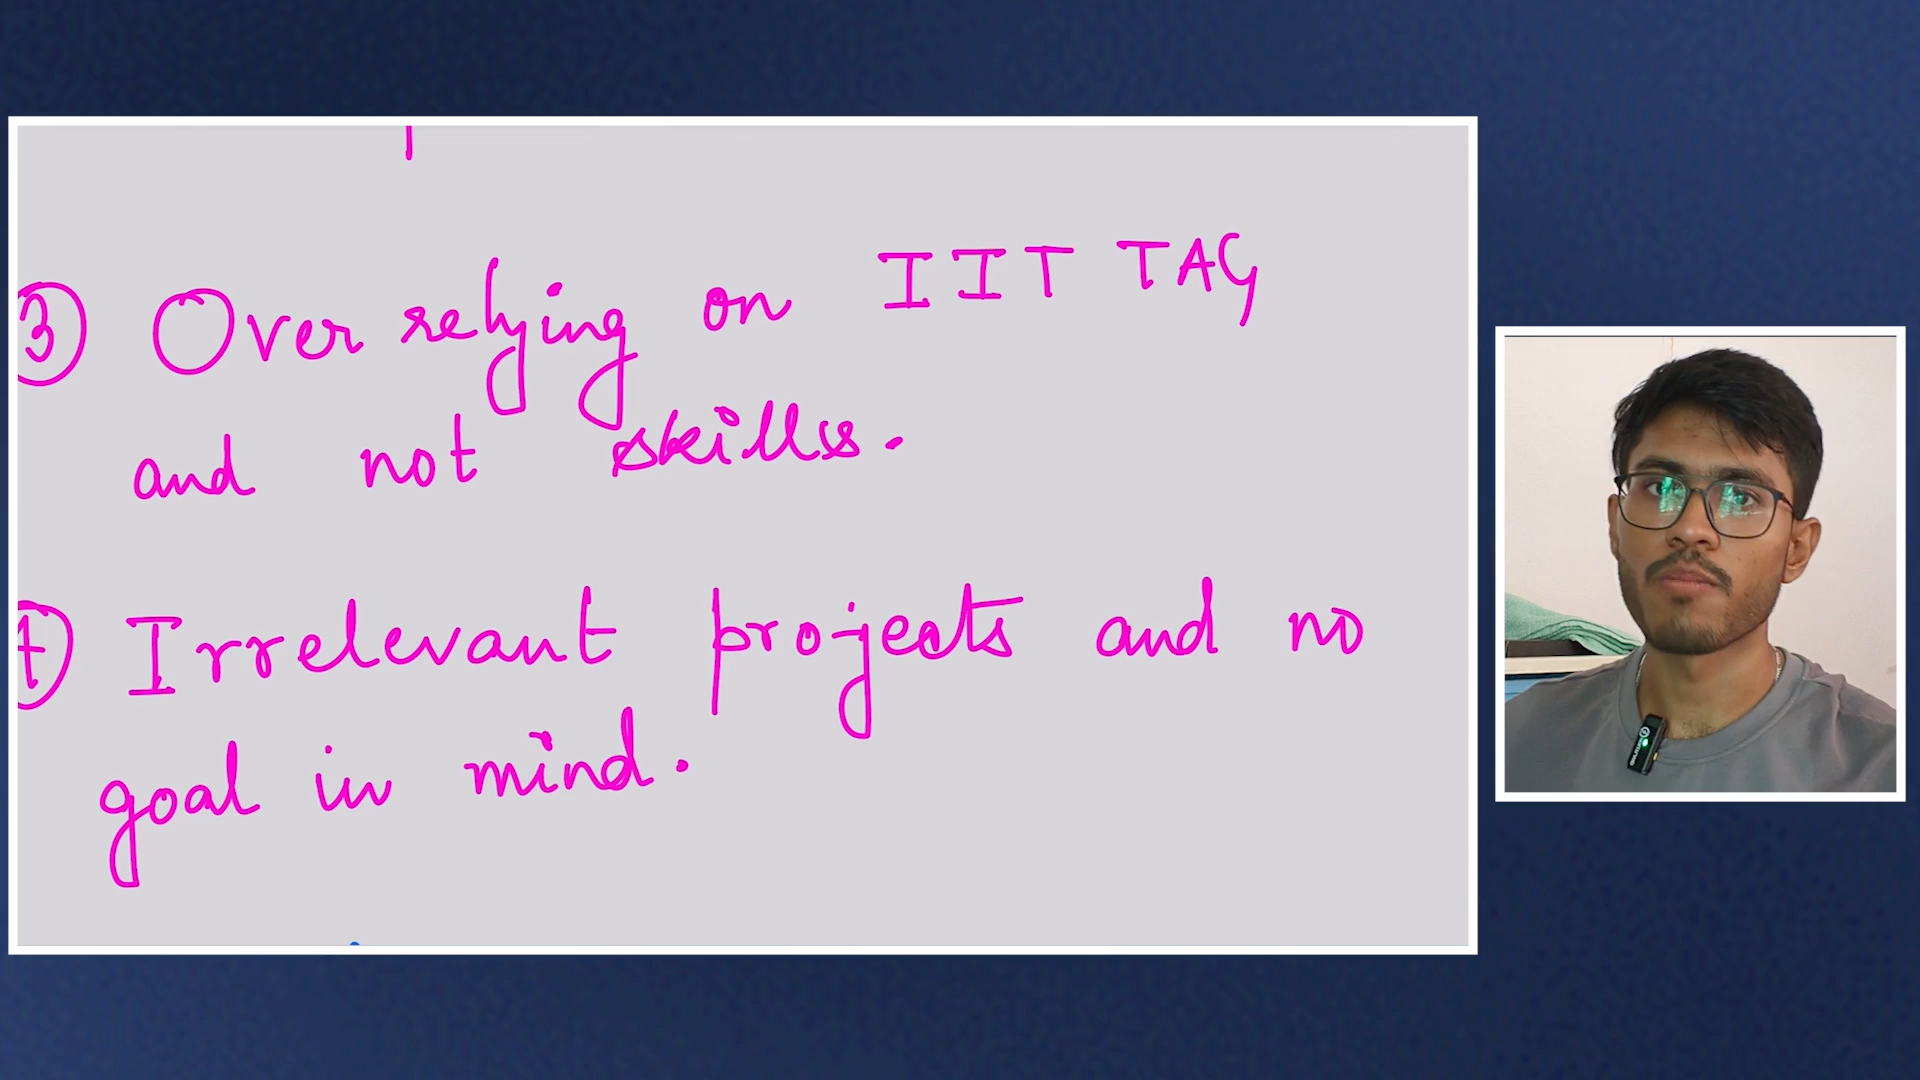 ③ Over relying on IIT TAG
and not skills.
④ Irrelevant projects and no
goal in mind.